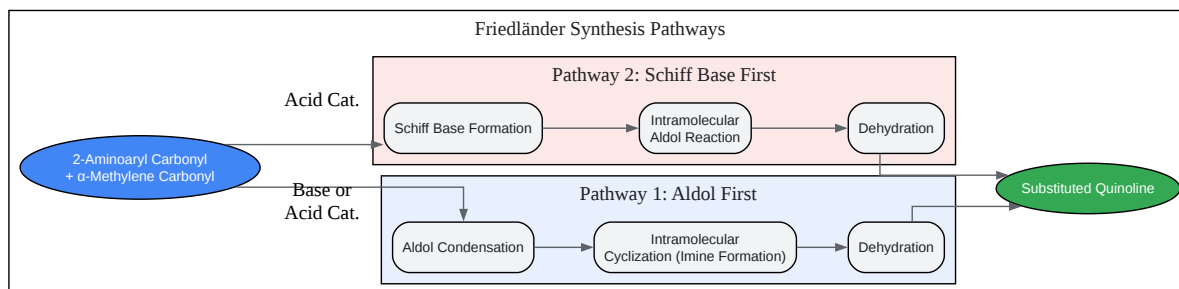 Friedländer Synthesis Pathways
Pathway 2: Schiff Base First
Acid Cat.
Schiff Base Formation
Intramolecular
Aldol Reaction
Dehydration
2-Aminoaryl Carbonyl
+ α-Methylene Carbonyl
Substituted Quinoline
Base or
Acid Cat.
Pathway 1: Aldol First
Aldol Condensation
Intramolecular
Cyclization (Imine Formation)
Dehydration